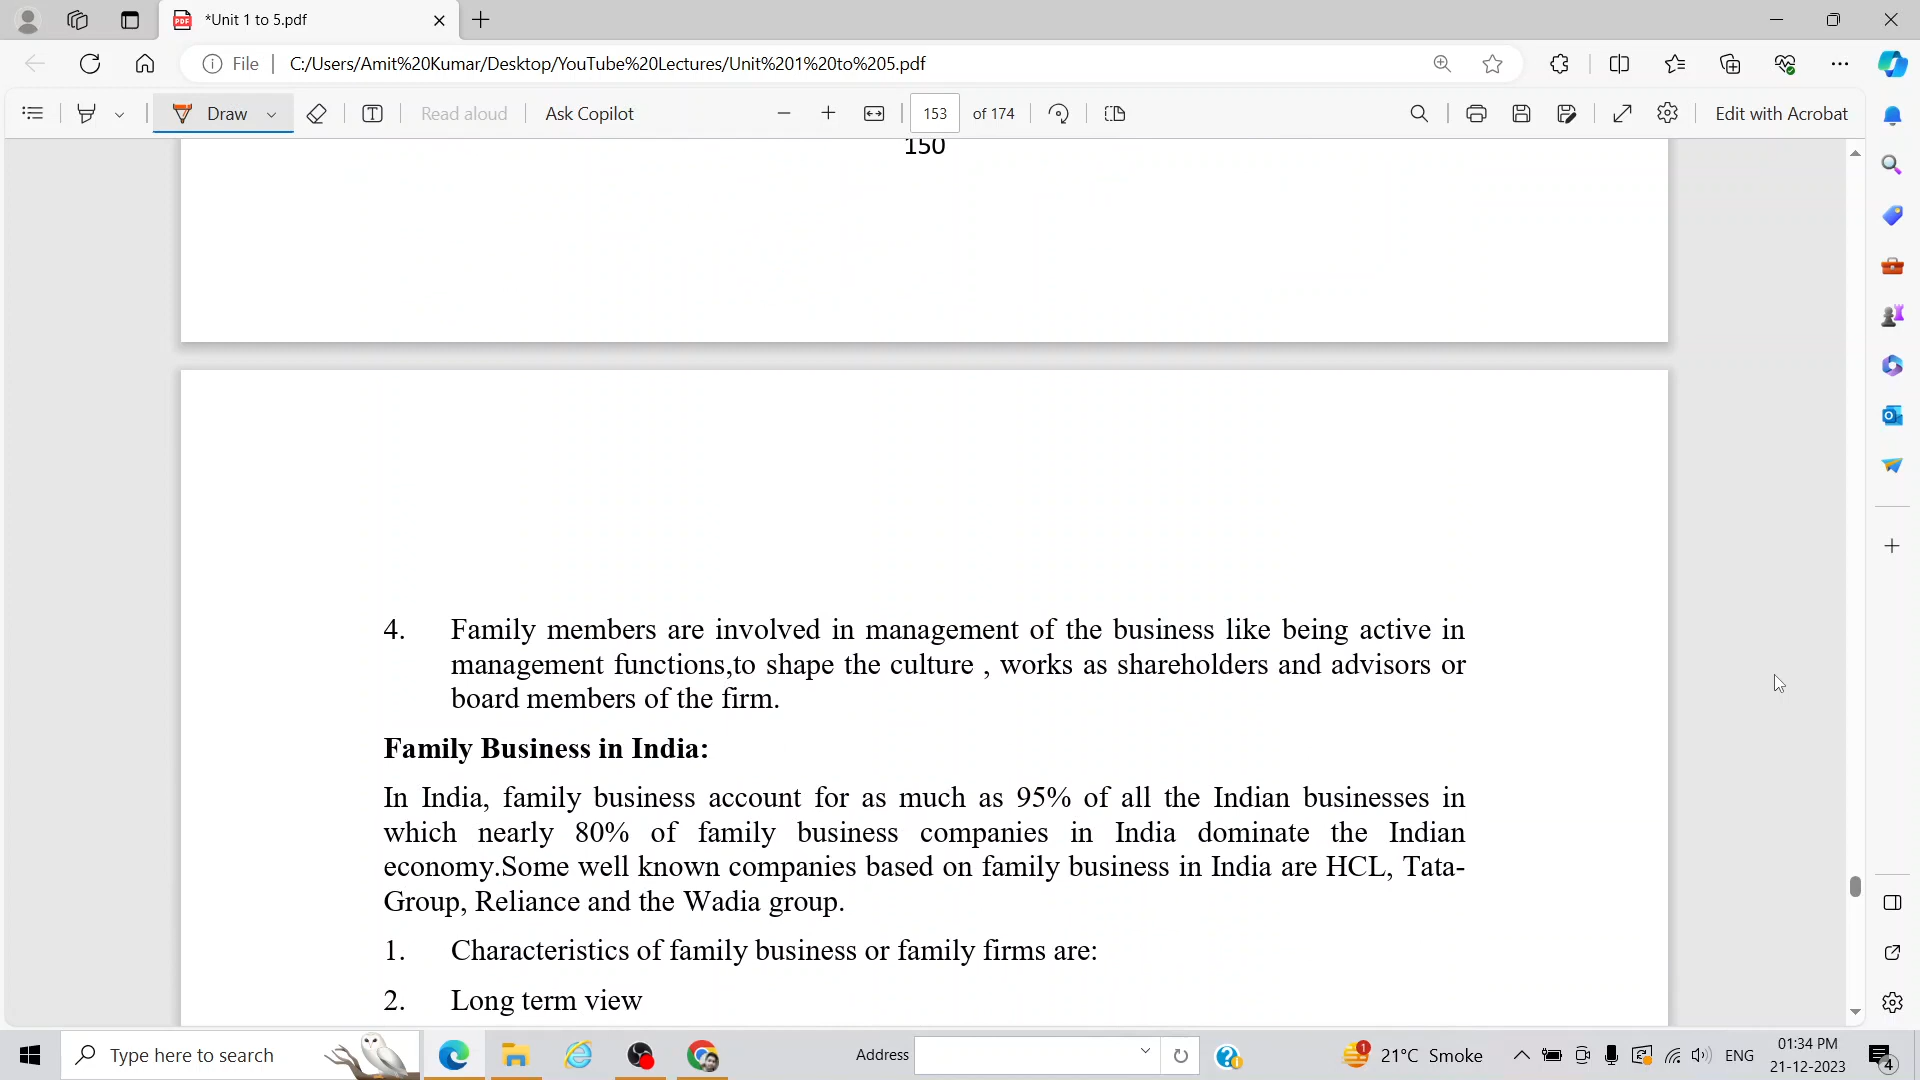 *Unit 1 to 5.pdf
File
C:/Users/Amit%20Kumar/Desktop/YouTube%20Lectures/Unit%201%20to%205.pdf
Draw
Read aloud
Ask Copilot
153 of 174
Edit with Acrobat
150
4. Family members are involved in management of the business like being active in
management functions,to shape the culture , works as shareholders and advisors or
board members of the firm.
Family Business in India:
In India, family business account for as much as 95% of all the Indian businesses in
which nearly 80% of family business companies in India dominate the Indian
economy.Some well known companies based on family business in India are HCL, Tata-
Group, Reliance and the Wadia group.
1. Characteristics of family business or family firms are:
2. Long term view
Type here to search
Address
1
21°C Smoke
ENG
01:34 PM
21-12-2023
4